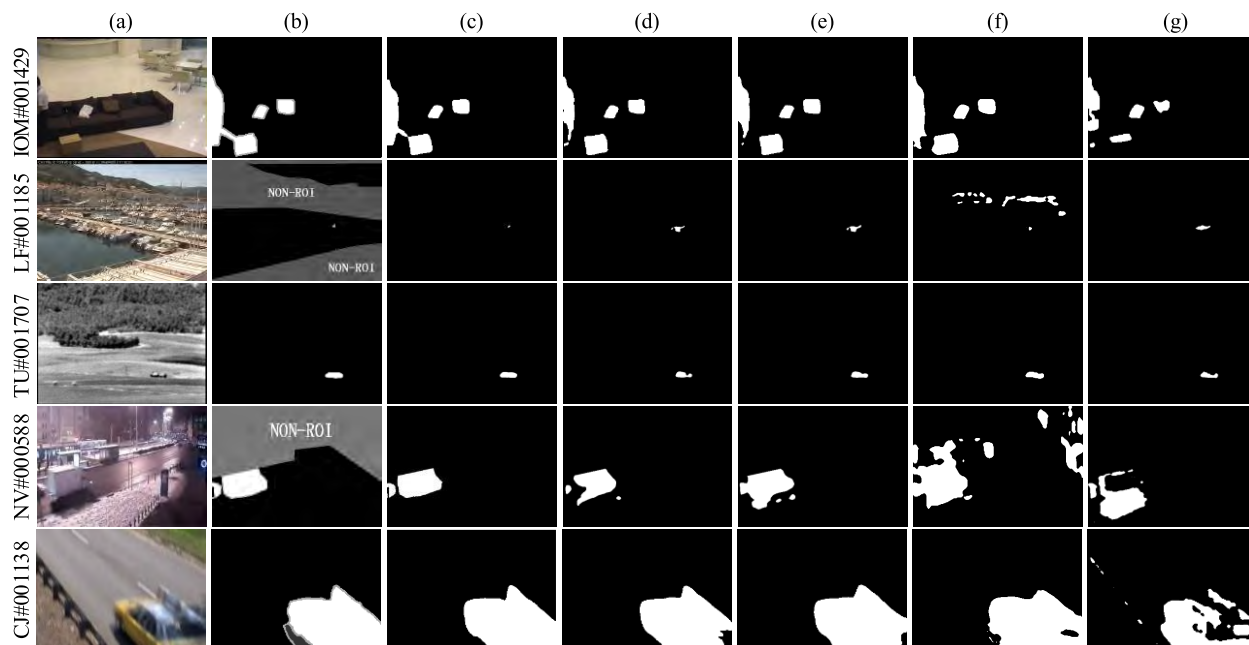 (a) (b) (c) (d) (e) (f) (g)
IOM#001429
LF#001185
NON-ROI
NON-ROI
TU#001707
NV#000588
NON-ROI
CJ#001138